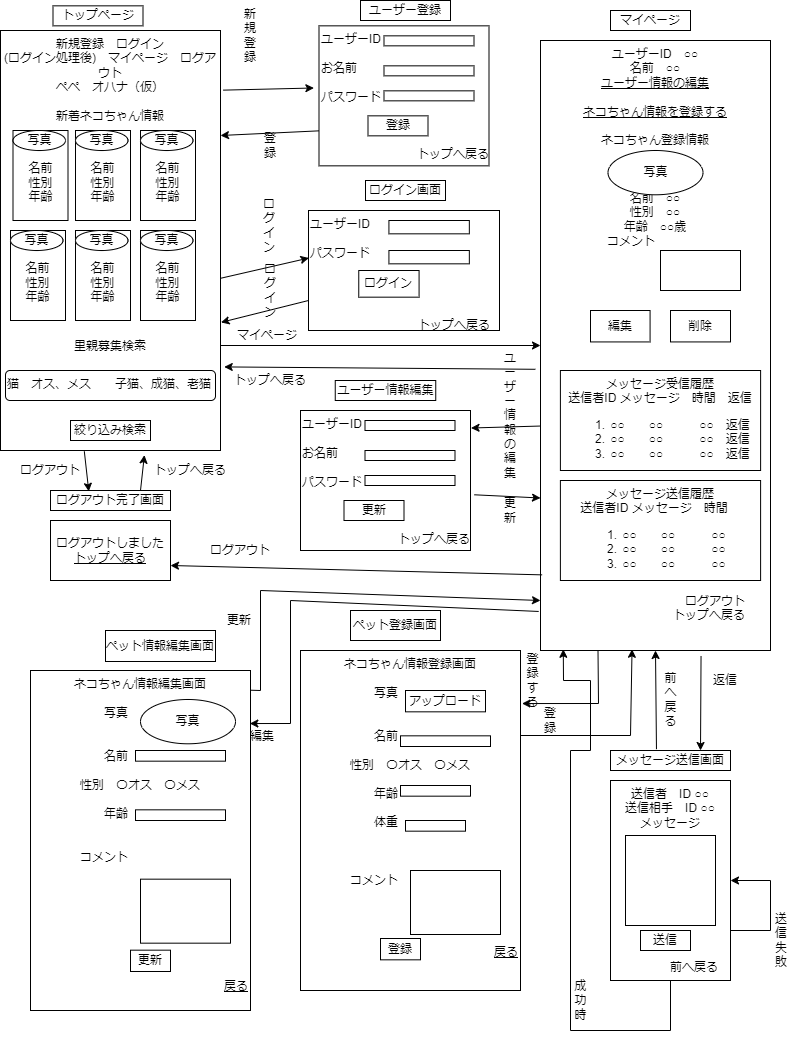 トップページ
新規登録　ログイン
(ログイン処理後)　マイページ　ログア
ウト
ペペ　オハナ（仮）
新着ネコちゃん情報
写真
名前
性別
年齢
写真
名前
性別
年齢
写真
名前
性別
年齢
写真
名前
性別
年齢
写真
名前
性別
年齢
写真
名前
性別
年齢
里親募集検索
猫　オス、メス　　子猫、成猫、老猫
絞り込み検索
新規登録
登録
ユーザー登録
ユーザーID
お名前
パスワード
登録
トップへ戻る
ログイン
ログイン
ログイン画面
ユーザーID
パスワード
ログイン
トップへ戻る
マイページ
トップへ戻る
ユーザー情報編集
ユーザーID
お名前
パスワード
更新
トップへ戻る
ユーザー情報の編集
更新
マイページ
ユーザーID　○○
名前　○○
ユーザー情報の編集
ネコちゃん情報を登録する
ネコちゃん登録情報
写真
名前　○○
性別　○○
年齢　○○歳
コメント
編集
削除
メッセージ受信履歴
送信者ID メッセージ　時間　返信
1. ○○　　○○　　　○○　返信
2. ○○　　○○　　　○○　返信
3. ○○　　○○　　　○○　返信
メッセージ送信履歴
送信者ID メッセージ　時間
1. ○○　　○○　　　○○
2. ○○　　○○　　　○○
3. ○○　　○○　　　○○
ログアウト
トップへ戻る
ログアウト
トップへ戻る
ログアウト完了画面
ログアウトしました
トップへ戻る
ログアウト
更新
編集
ペット情報編集画面
ネコちゃん情報編集画面
写真
写真
名前
性別　〇オス　〇メス
年齢
コメント
更新
戻る
ペット登録画面
ネコちゃん情報登録画面
写真
アップロード
名前
性別　〇オス　〇メス
年齢
体重
コメント
登録
戻る
登録する
登録
前へ戻る
返信
メッセージ送信画面
送信者　ID ○○
送信相手　ID ○○
メッセージ
送信
前へ戻る
送信失敗
成功時